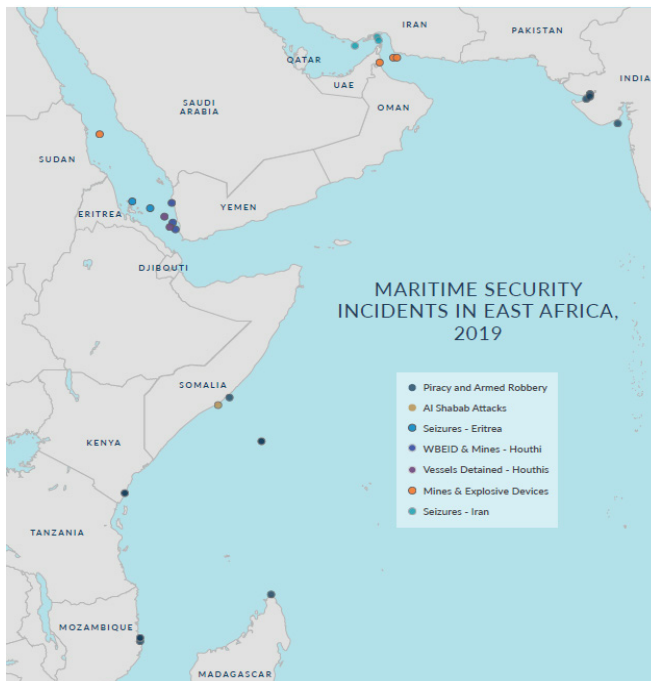 IRAN
PAKISTAN
QATAR
INDIA
UAE
SAUDI
ARABIA
OMAN
SUDAN
YEMEN
ERITREA
DJIBOUTI
MARITIME SECURITY
INCIDENTS IN EAST AFRICA,
2019
SOMALIA
Piracy and Armed Robbery
Al Shabab Attacks
Seizures - Eritrea
WBEID & Mines - Houthi
Vessels Detained - Houthis
Mines & Explosive Devices
Seizures - Iran
KENYA
TANZANIA
MOZAMBIQUE
MADAGASCAR